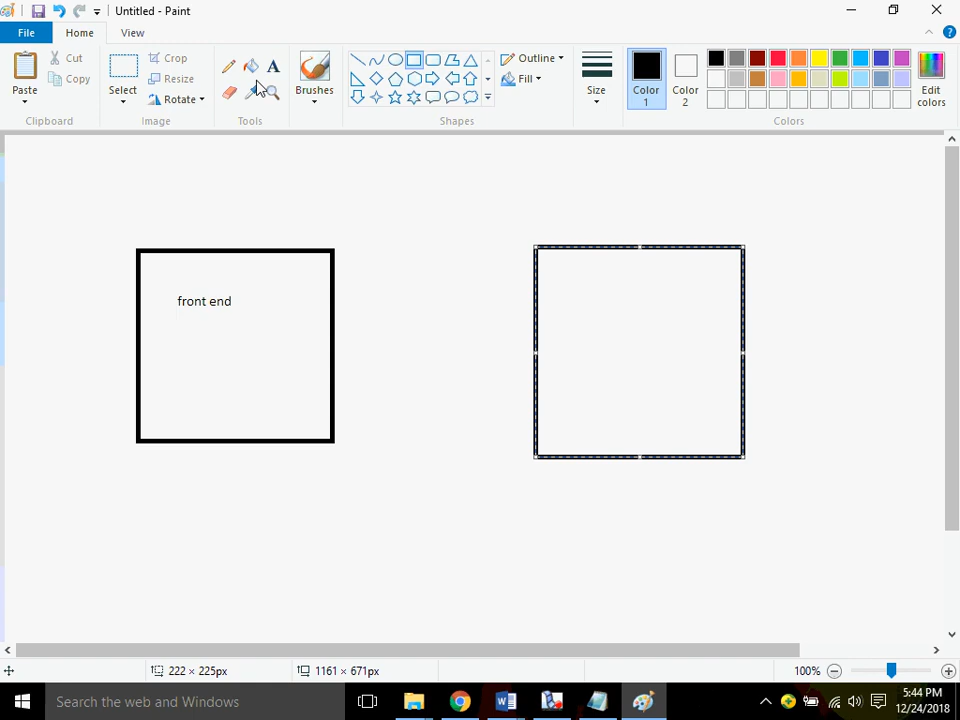 Untitled - Paint
File Home View
Paste
Cut
Copy
Clipboard
Select
Crop
Resize
Rotate
Image
A
Tools
Brushes
Outline
Fill
Shapes
Size
Color 1
Color 2
Edit colors
Colors
front end
222 × 225px
1161 × 671px
100%
Search the web and Windows
5:44 PM
12/24/2018